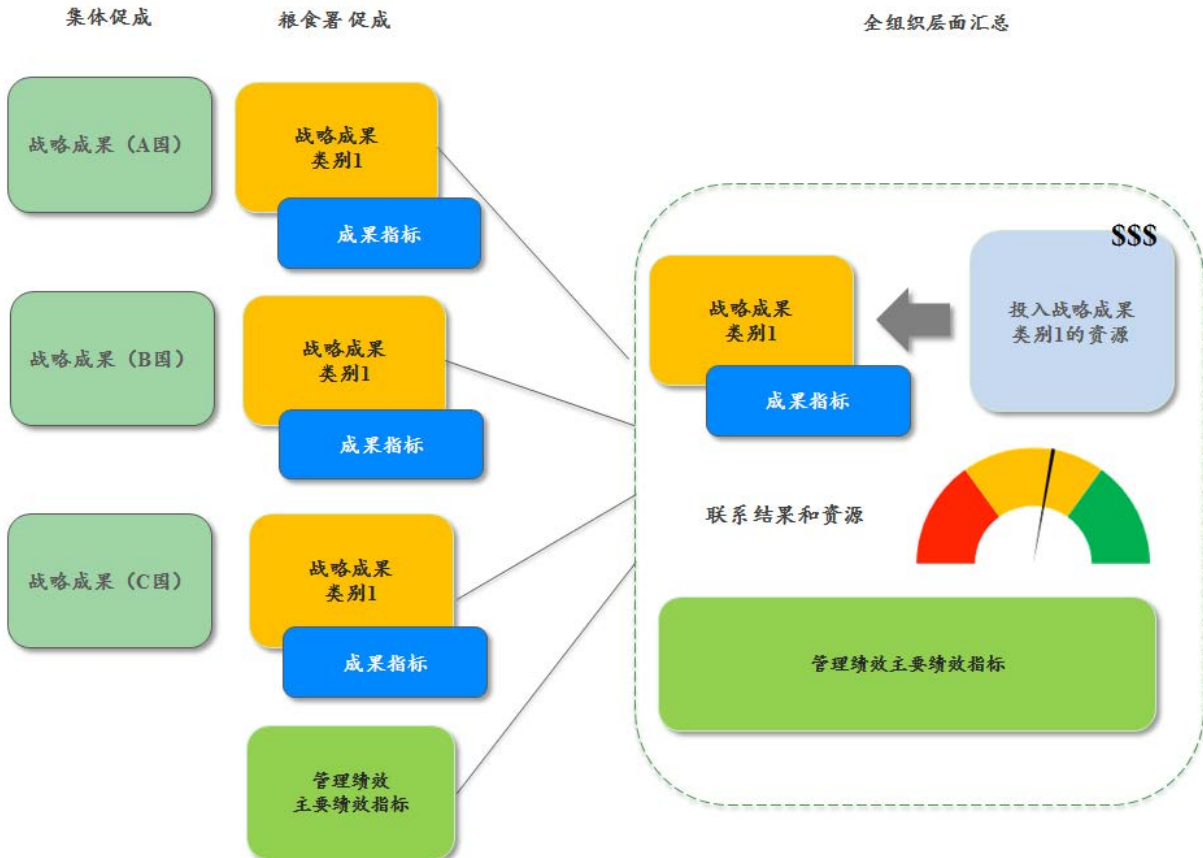 集体促成
粮食署 促成
全组织层面汇总
战略成果（A国）
战略成果
类别1
成果指标
战略成果（B国）
战略成果
类别1
成果指标
战略成果（C国）
战略成果
类别1
成果指标
管理绩效
主要绩效指标
$$$
战略成果
类别1
成果指标
投入战略成果
类别1的资源
联系结果和资源
管理绩效主要绩效指标